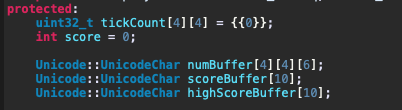 protected:
uint32_t tickCount[4][4] = {{0}};
int score = 0;
Unicode::UnicodeChar numBuffer[4][4][6];
Unicode::UnicodeChar scoreBuffer[10];
Unicode::UnicodeChar highScoreBuffer[10];